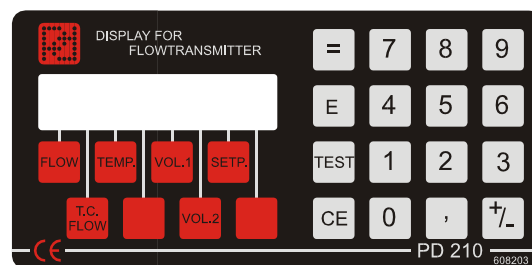 DISPLAY FOR
FLOWTRANSMITTER
= 7 8 9
E 4 5 6
FLOW TEMP. VOL.1 SETP.
TEST 1 2 3
T.C.
FLOW
VOL.2
CE 0 , +/-
CE
PD 210
608203